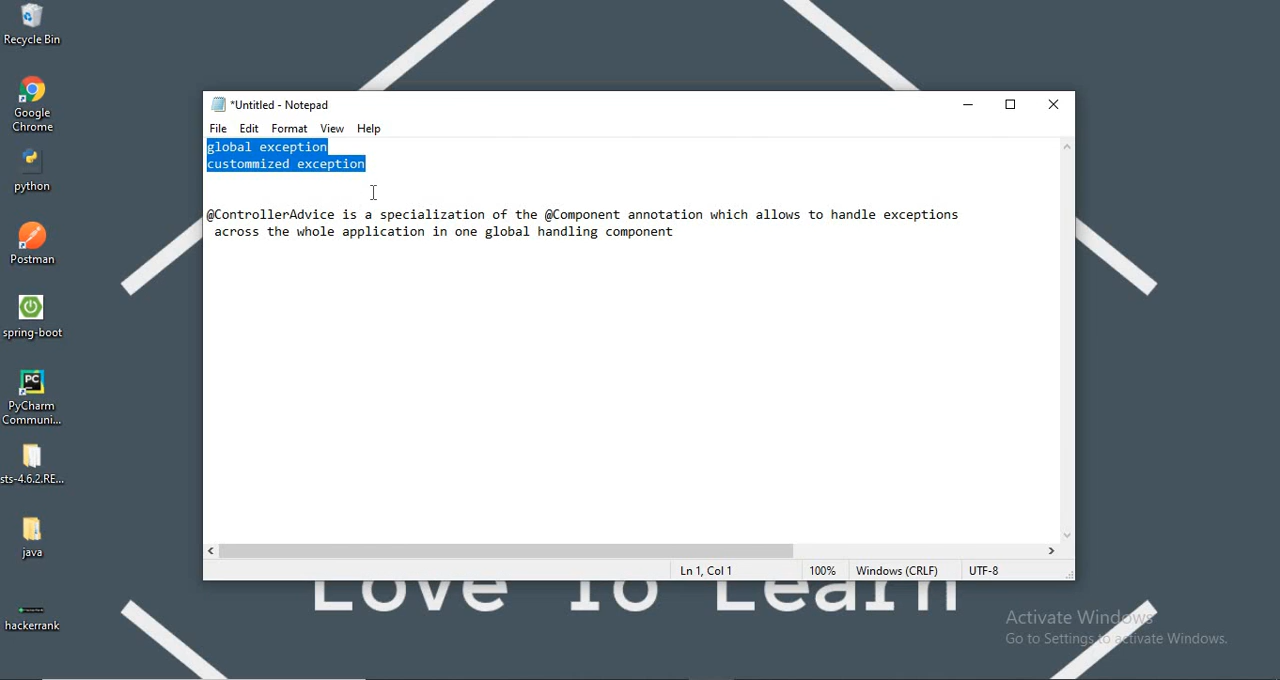 Recycle Bin
Google
Chrome
python
Postman
spring-boot
PC
PyCharm
Communi...
sts-4.6.2.RE...
java
hackerrank
*Untitled - Notepad
File Edit Format View Help
global exception
custommized exception
@ControllerAdvice is a specialization of the @Component annotation which allows to handle exceptions
across the whole application in one global handling component
Ln 1, Col 1 100% Windows (CRLF) UTF-8
Love To Learn
Activate Windows
Go to Settings to activate Windows.